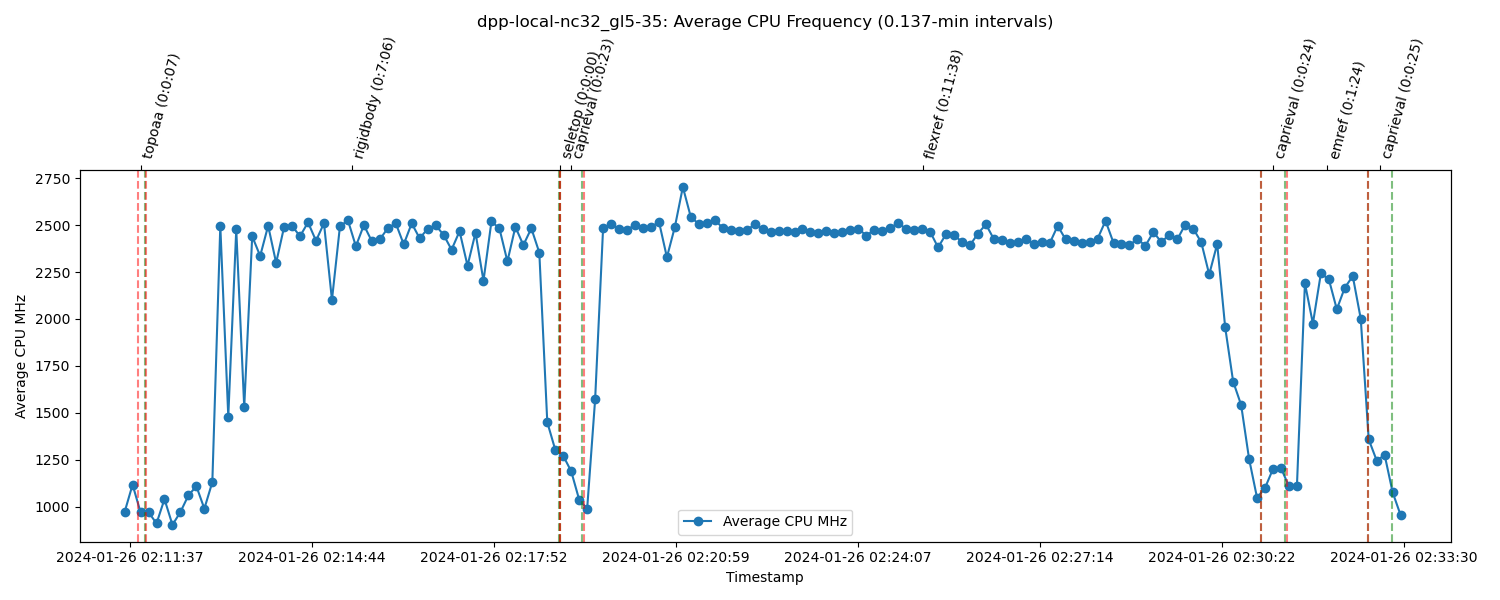 dpp-local-nc32_gl5-35: Average CPU Frequency (0.137-min intervals)
topoaa (0:0:07)
rigidbody (0:7:06)
seletop (0:0:00)
caprieval (0:0:23)
flexref (0:11:38)
caprieval (0:0:24)
emref (0:1:24)
caprieval (0:0:25)
Average CPU MHz
2750
2500
2250
2000
1750
1500
1250
1000
Average CPU MHz
2024-01-26 02:11:37
2024-01-26 02:14:44
2024-01-26 02:17:52
2024-01-26 02:20:59
2024-01-26 02:24:07
2024-01-26 02:27:14
2024-01-26 02:30:22
2024-01-26 02:33:30
Timestamp